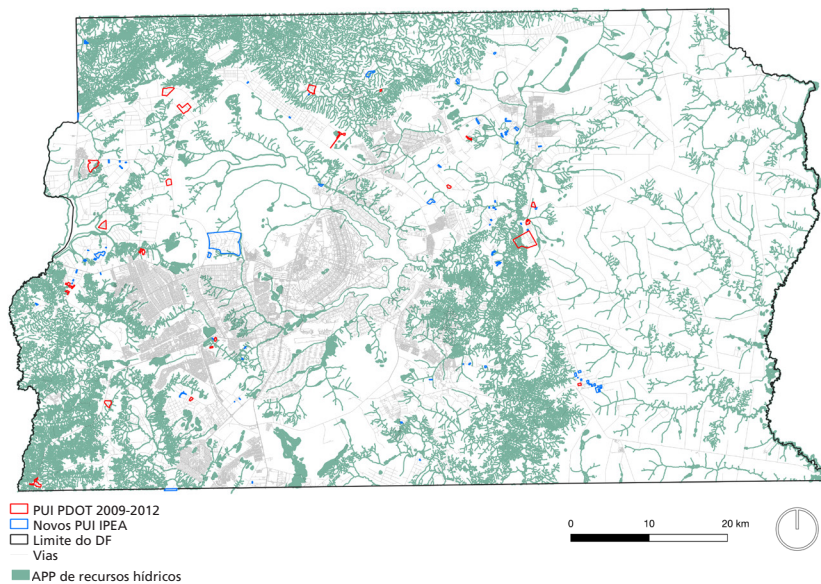 PUI PDOT 2009-2012
Novos PUI IPEA
Limite do DF
Vias
APP de recursos hídricos
0 10 20 km